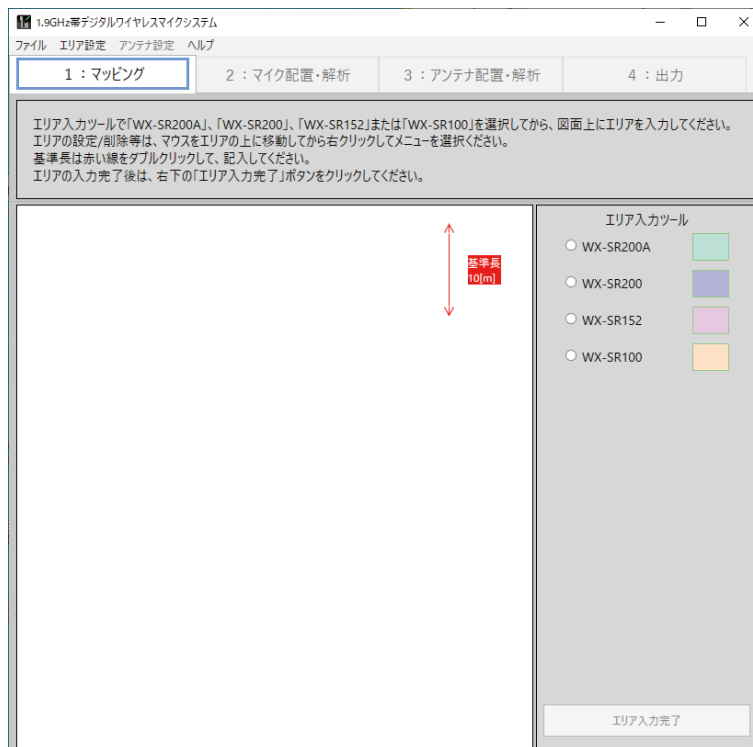 1.9GHz帯デジタルワイヤレスマイクシステム
ファイル エリア設定 アンテナ設定 ヘルプ
1：マッピング 2：マイク配置・解析 3：アンテナ配置・解析 4：出力
エリア入力ツールで「WX-SR200A」、「WX-SR200」、「WX-SR152」または「WX-SR100」を選択してから、図面上にエリアを入力してください。
エリアの設定/削除等は、マウスをエリアの上に移動してから右クリックしてメニューを選択ください。
基準長は赤い線をダブルクリックして、記入してください。
エリアの入力完了後は、右下の「エリア入力完了」ボタンをクリックしてください。
基準長
10[m]
エリア入力ツール
WX-SR200A
WX-SR200
WX-SR152
WX-SR100
エリア入力完了